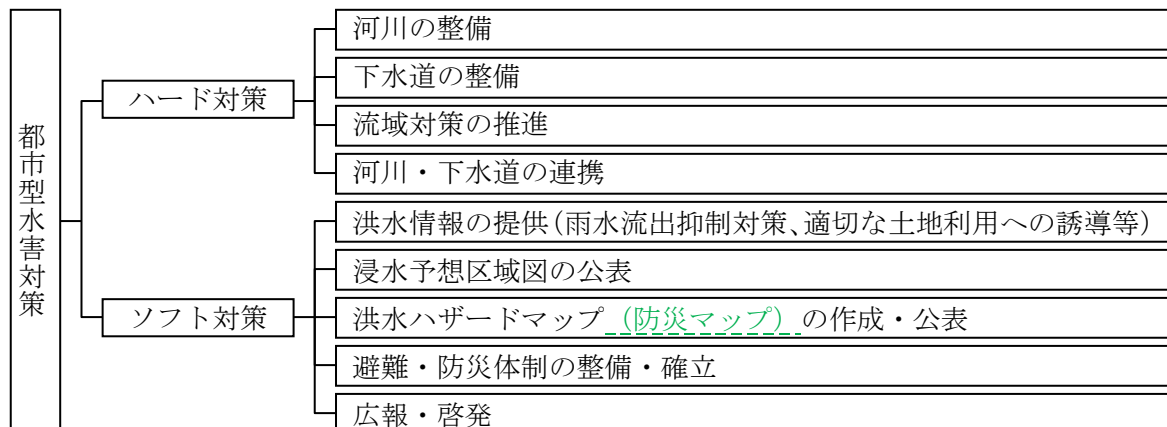 都市型水害対策
ハード対策
河川の整備
下水道の整備
流域対策の推進
河川・下水道の連携
ソフト対策
洪水情報の提供(雨水流出抑制対策、適切な土地利用への誘導等)
浸水予想区域図の公表
洪水ハザードマップ(防災マップ)の作成・公表
避難・防災体制の整備・確立
広報・啓発